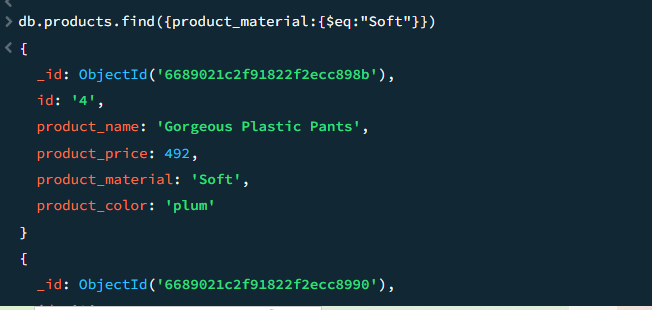 db.products.find({product_material:{$eq:"Soft"}})
{
_id: ObjectId('6689021c2f91822f2ecc898b'),
id: '4',
product_name: 'Gorgeous Plastic Pants',
product_price: 492,
product_material: 'Soft',
product_color: 'plum'
}
{
_id: ObjectId('6689021c2f91822f2ecc8990'),